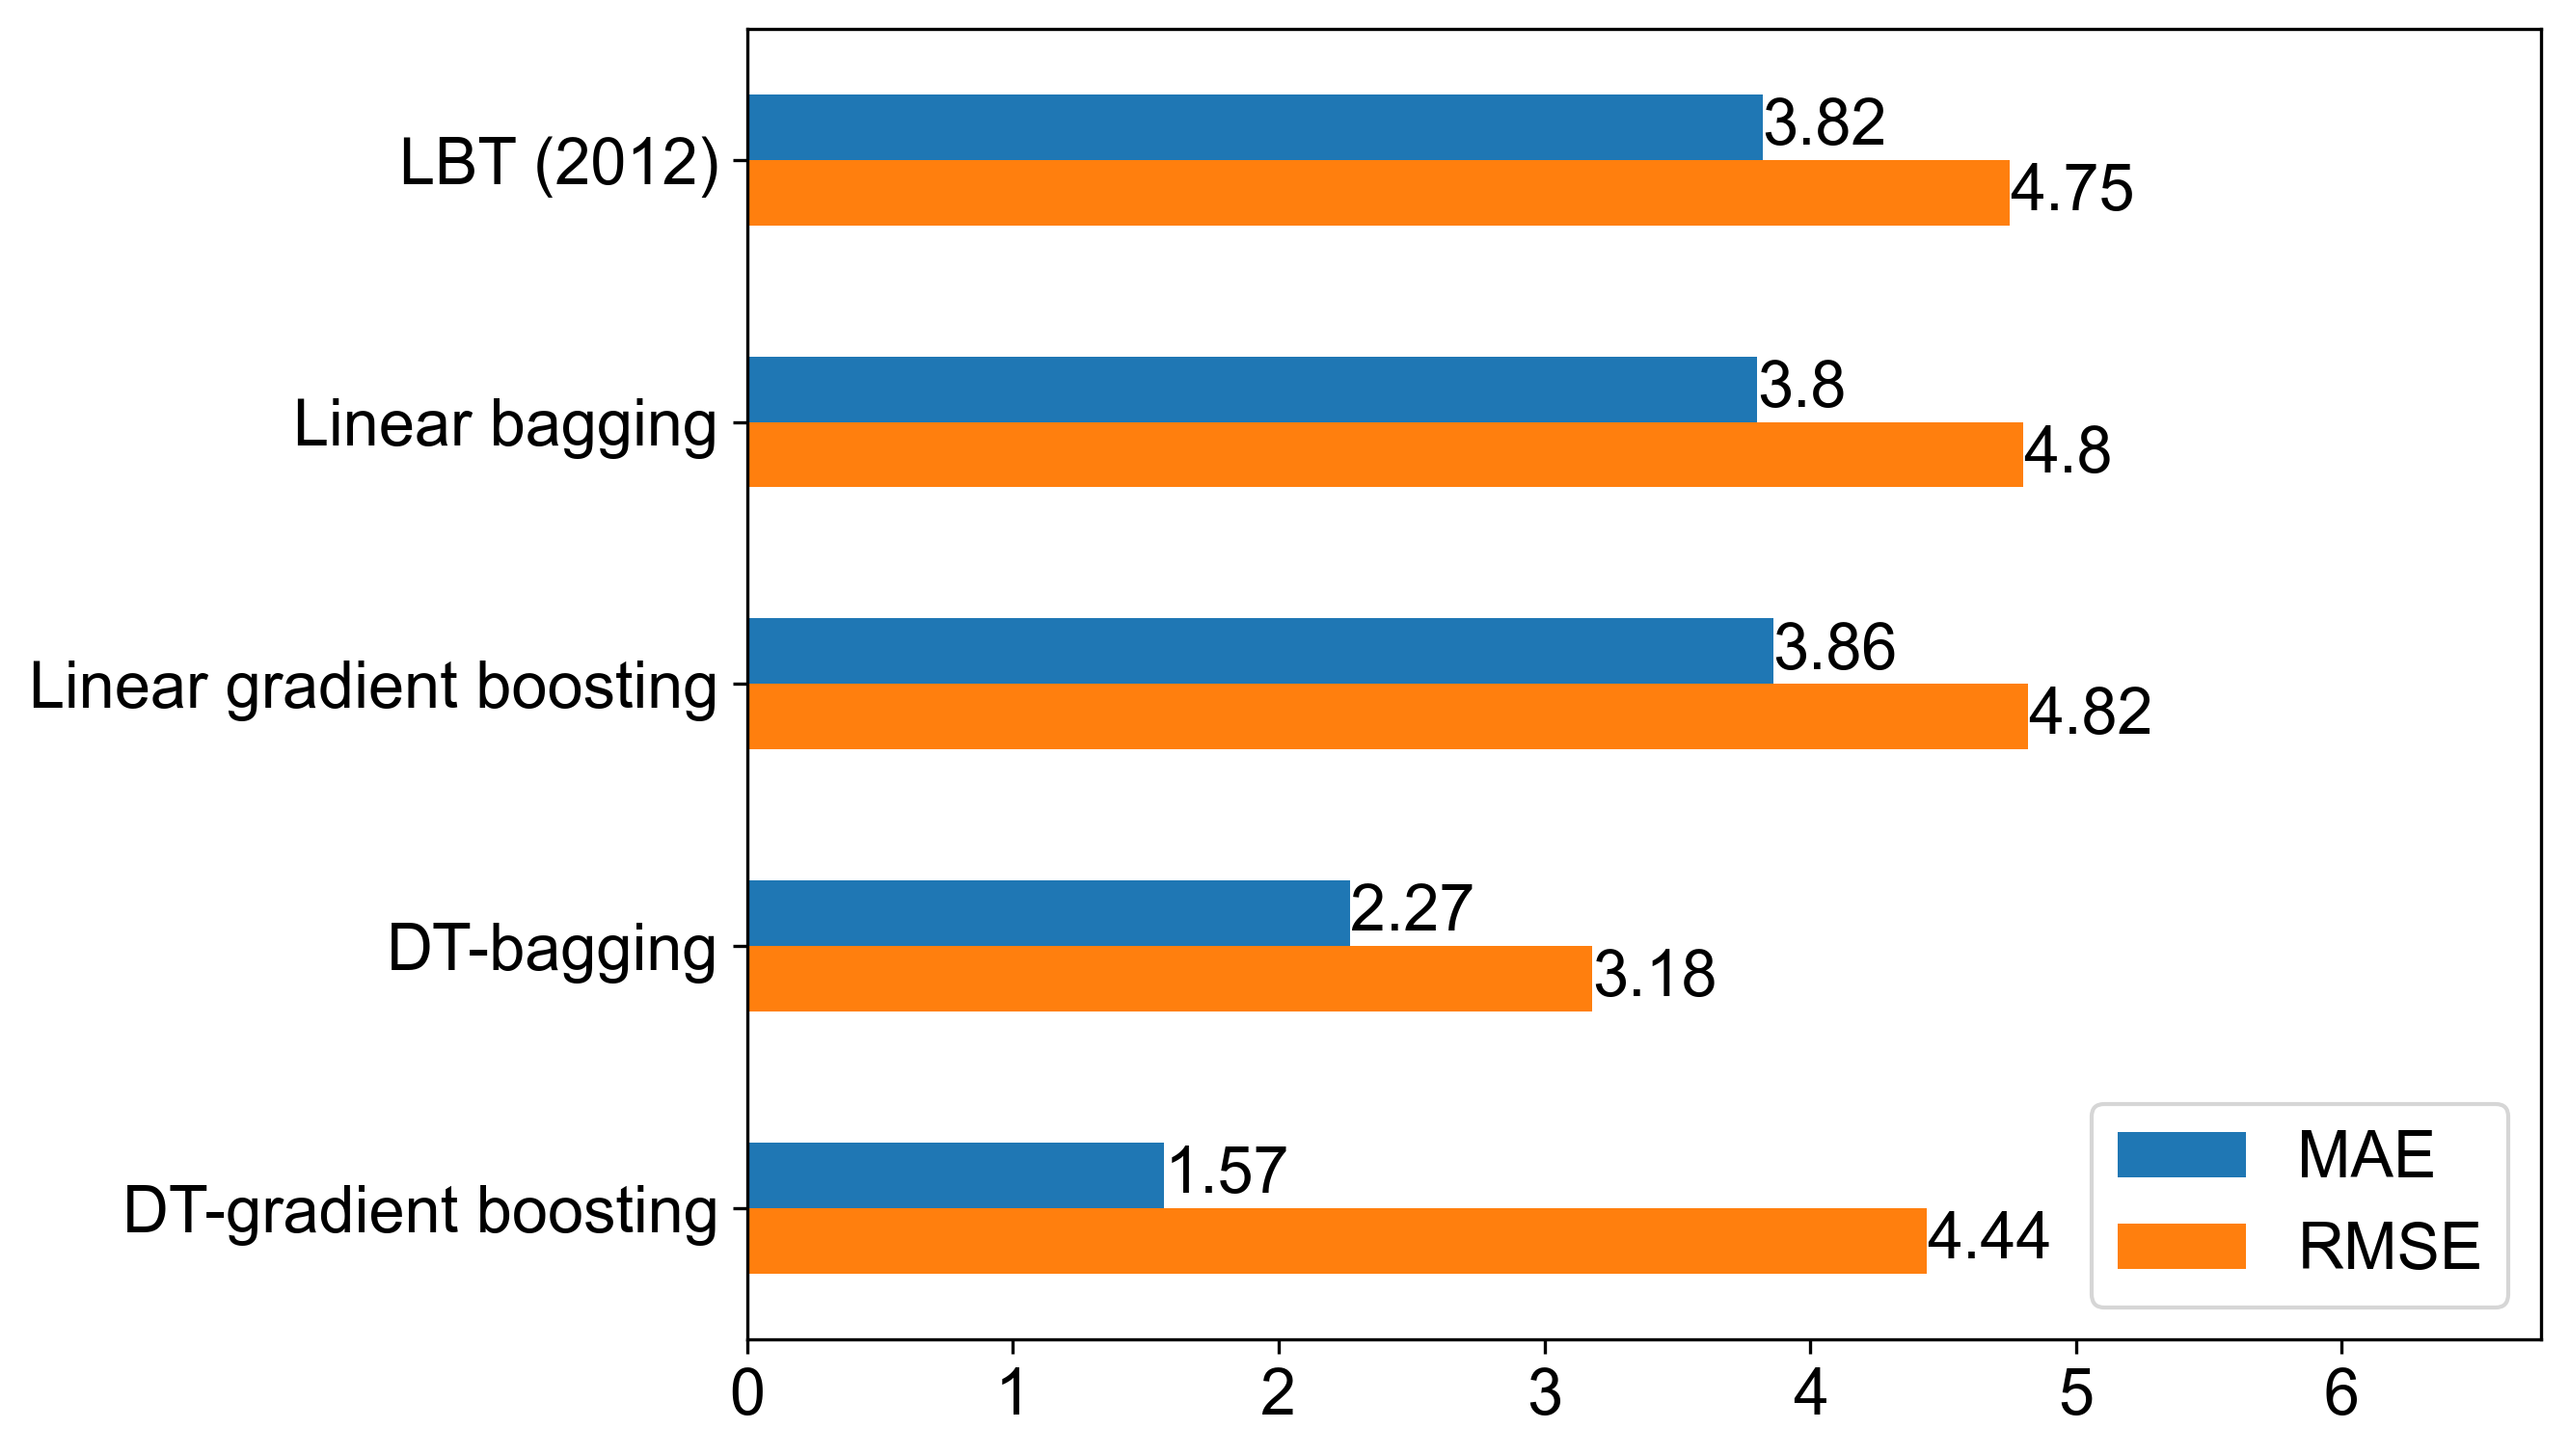 LBT (2012)
3.82
4.75
Linear bagging
3.8
4.8
Linear gradient boosting
3.86
4.82
DT-bagging
2.27
3.18
DT-gradient boosting
1.57
4.44
MAE
RMSE
0 1 2 3 4 5 6